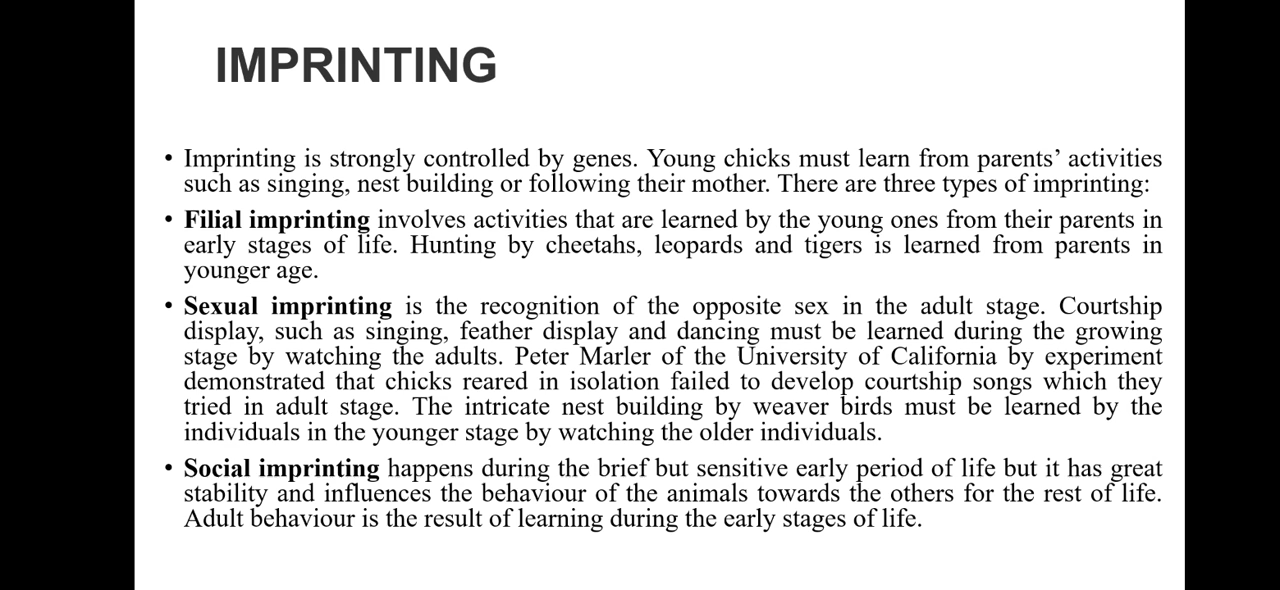 IMPRINTING
• Imprinting is strongly controlled by genes. Young chicks must learn from parents’ activities
such as singing, nest building or following their mother. There are three types of imprinting:
• Filial imprinting involves activities that are learned by the young ones from their parents in
early stages of life. Hunting by cheetahs, leopards and tigers is learned from parents in
younger age.
• Sexual imprinting is the recognition of the opposite sex in the adult stage. Courtship
display, such as singing, feather display and dancing must be learned during the growing
stage by watching the adults. Peter Marler of the University of California by experiment
demonstrated that chicks reared in isolation failed to develop courtship songs which they
tried in adult stage. The intricate nest building by weaver birds must be learned by the
individuals in the younger stage by watching the older individuals.
• Social imprinting happens during the brief but sensitive early period of life but it has great
stability and influences the behaviour of the animals towards the others for the rest of life.
Adult behaviour is the result of learning during the early stages of life.